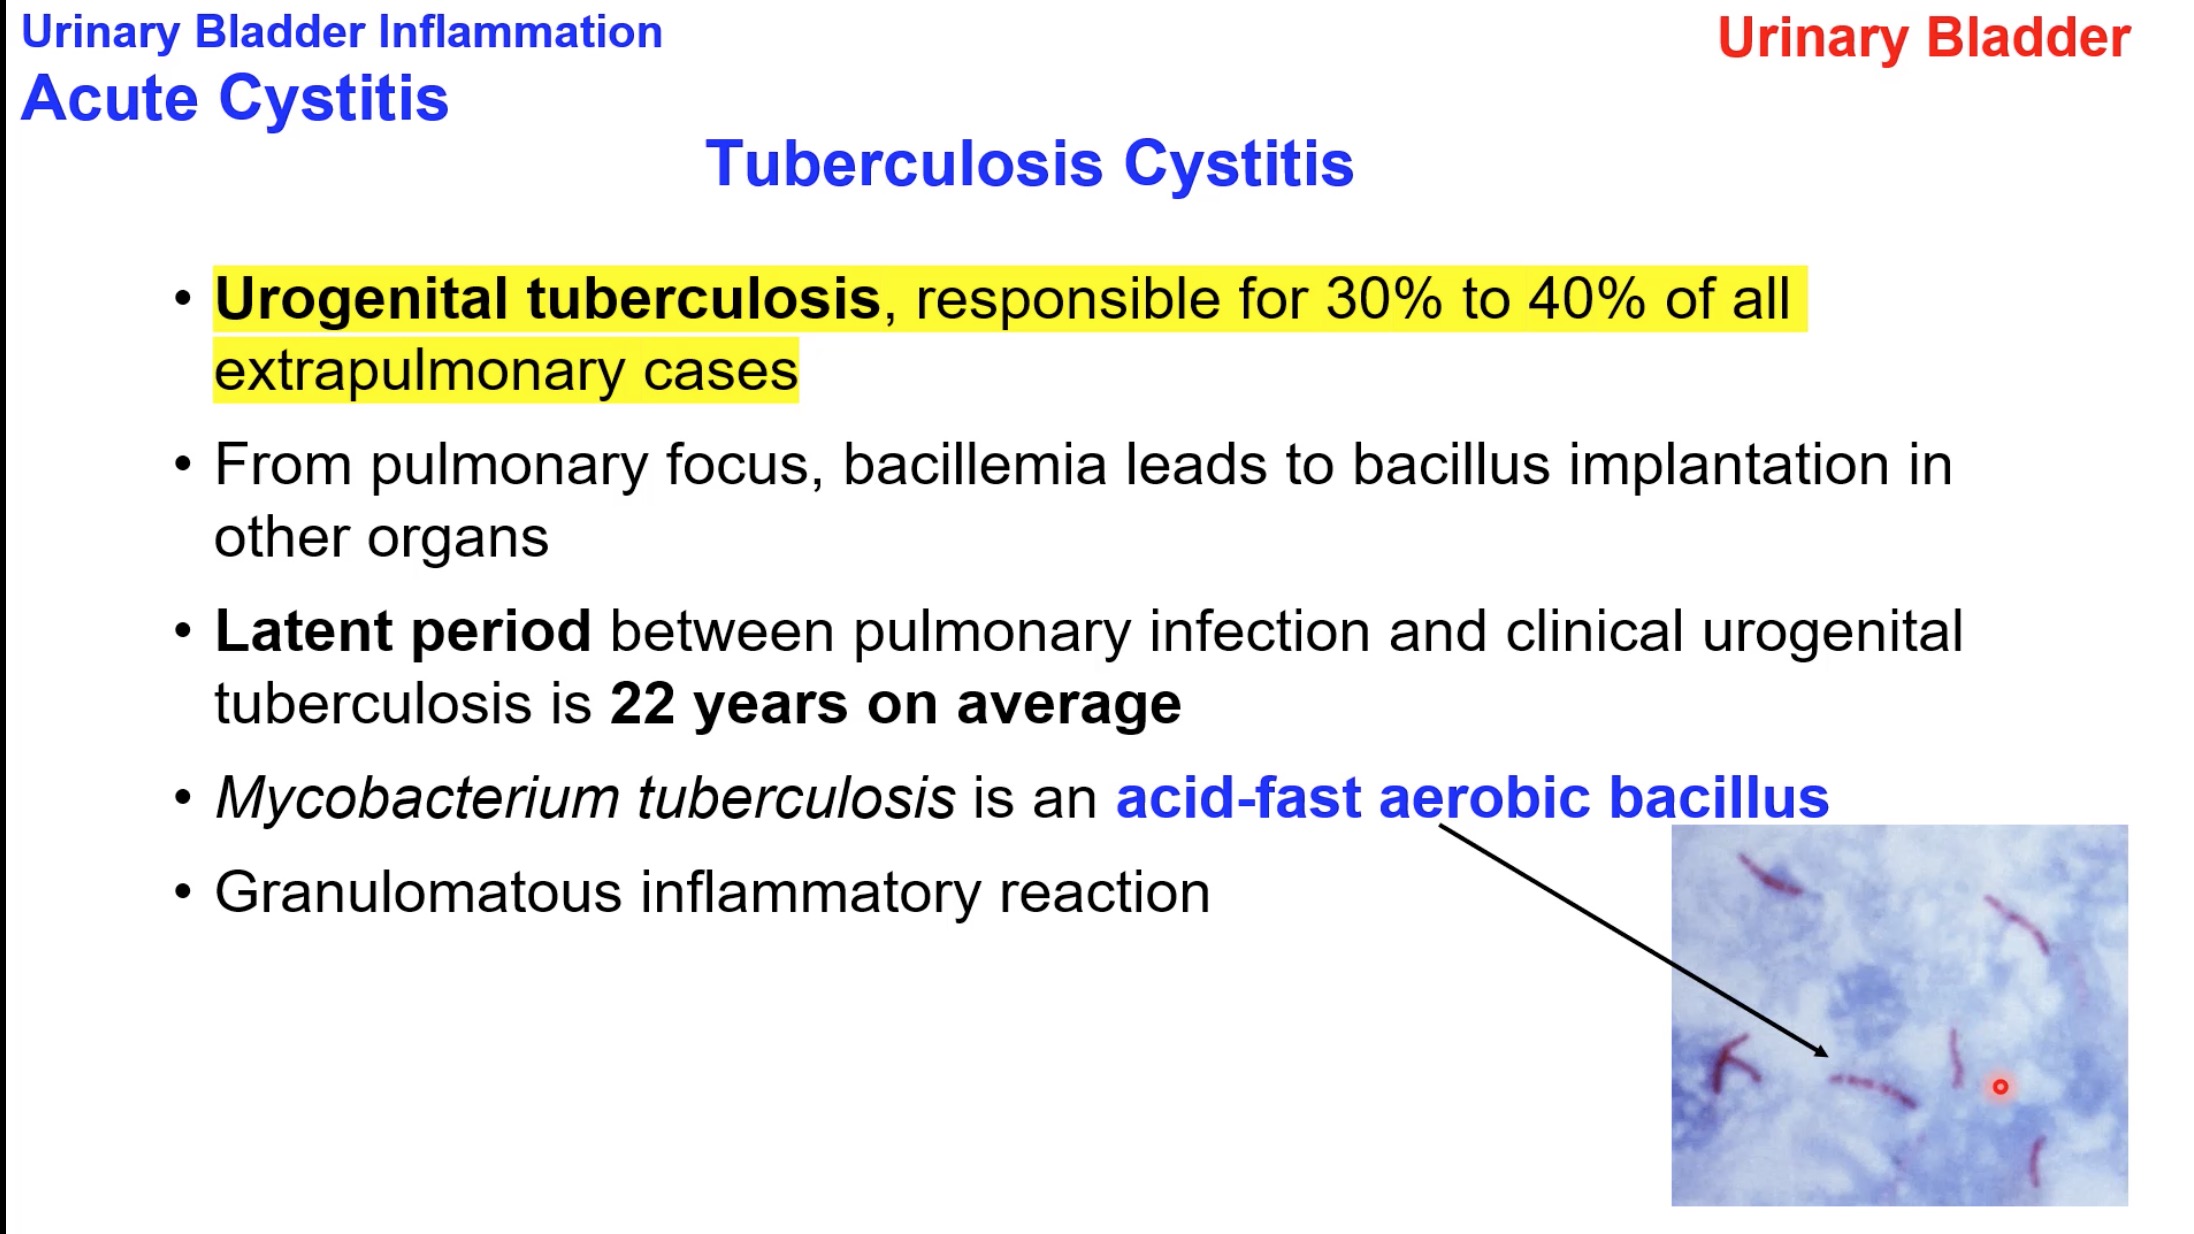 Urinary Bladder Inflammation
Urinary Bladder
Acute Cystitis
Tuberculosis Cystitis
• Urogenital tuberculosis, responsible for 30% to 40% of all
extrapulmonary cases
• From pulmonary focus, bacillemia leads to bacillus implantation in
other organs
• Latent period between pulmonary infection and clinical urogenital
tuberculosis is 22 years on average
• Mycobacterium tuberculosis is an acid-fast aerobic bacillus
• Granulomatous inflammatory reaction